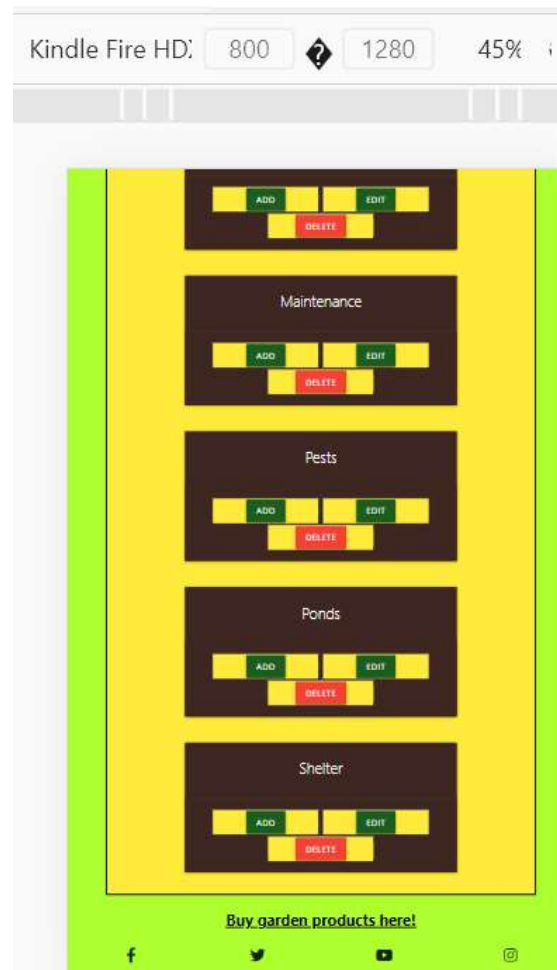 Kindle Fire HD 800 � 1280 45%
ADD EDIT
DELETE
Maintenance
ADD EDIT
DELETE
Pests
ADD EDIT
DELETE
Ponds
ADD EDIT
DELETE
Shelter
ADD EDIT
DELETE
Buy garden products here!